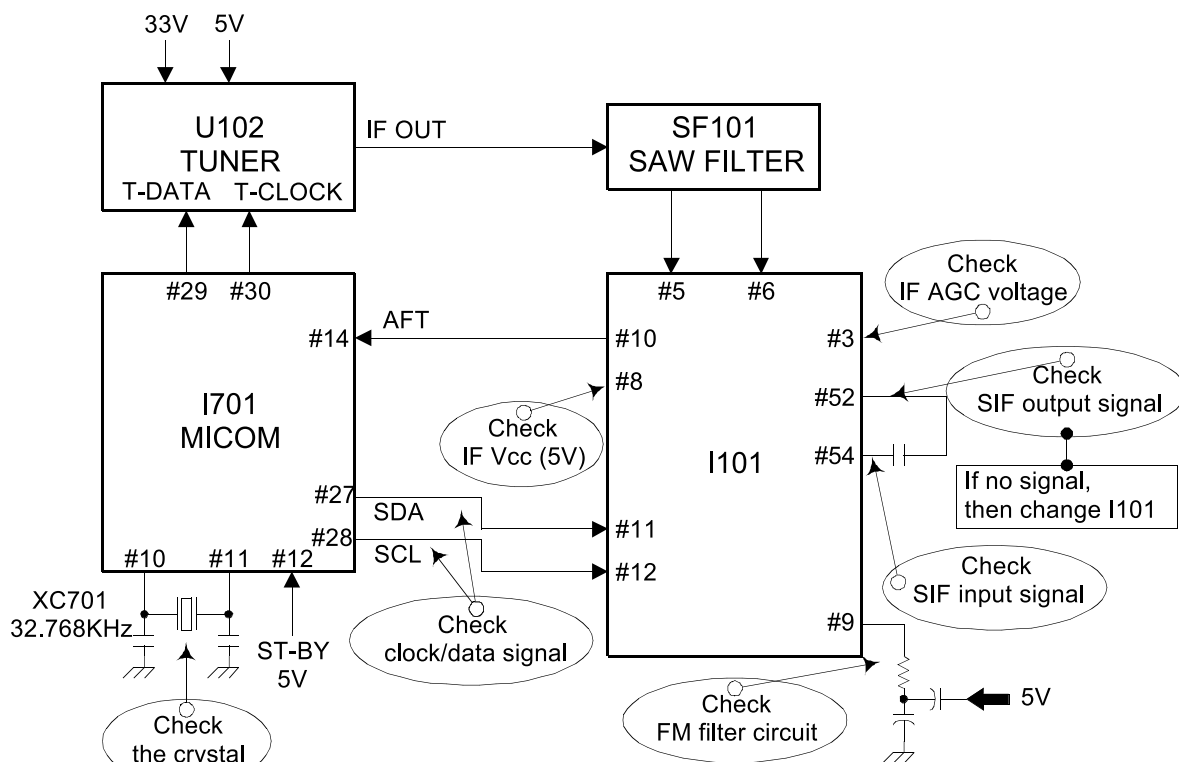 33V 5V
U102
TUNER
T-DATA T-CLOCK
IF OUT
SF101
SAW FILTER
#29 #30
#14
I701
MICOM
#27
#28
#10 #11 #12
AFT
SDA
SCL
#5 #6
#10
#8
#3
#52
#54
I101
#11
#12
#9
Check
IF AGC voltage
Check
SIF output signal
If no signal,
then change I101
Check
IF Vcc (5V)
Check
SIF input signal
XC701
32.768KHz
ST-BY
5V
Check
clock/data signal
Check
the crystal
Check
FM filter circuit
5V